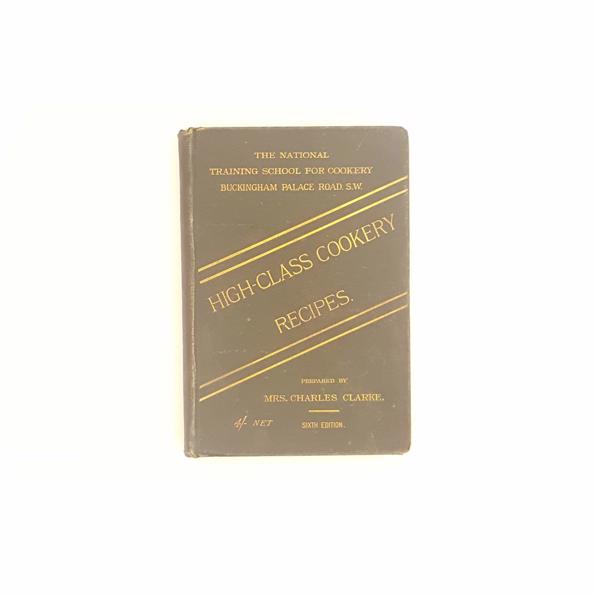 THE NATIONAL
TRAINING SCHOOL FOR COOKERY
BUCKINGHAM PALACE ROAD. S.W.
HIGH-CLASS COOKERY
RECIPES.
PREPARED BY
MRS. CHARLES CLARKE.
4/- NET
SIXTH EDITION.